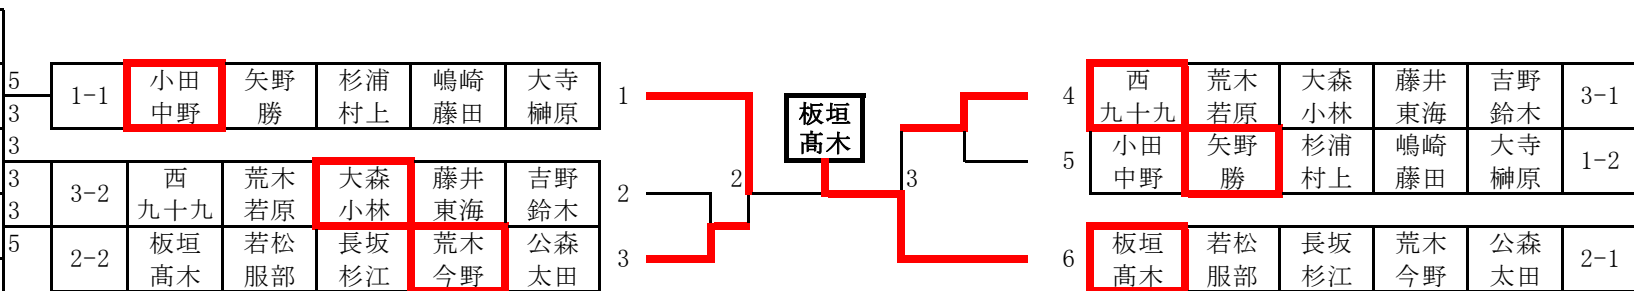 5 1-1 小田 矢野 杉浦 嶋崎 大寺 1 4 西 荒木 大森 藤井 吉野 3-1
3 中野 勝 村上 藤田 榊原 板垣 九十九 若原 小林 東海 鈴木
3 髙木 5 小田 矢野 杉浦 嶋崎 大寺 1-2
3 3-2 西 荒木 大森 藤井 吉野 2 2 3 中野 勝 村上 藤田 榊原
3 九十九 若原 小林 東海 鈴木
5 2-2 板垣 若松 長坂 荒木 公森 3 6 板垣 若松 長坂 荒木 公森 2-1
髙木 服部 杉江 今野 太田 髙木 服部 杉江 今野 太田